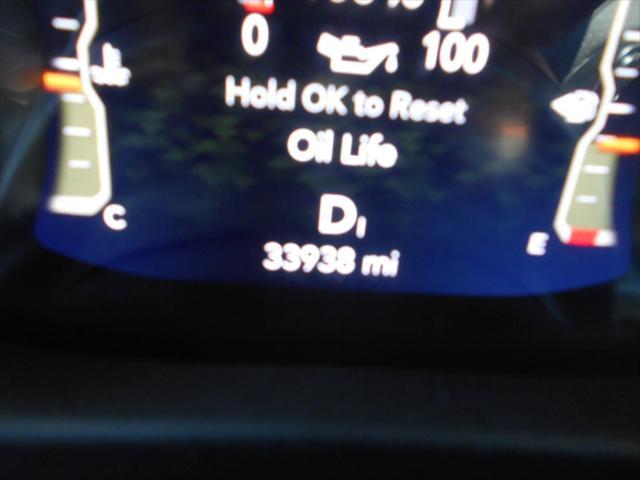 0 100
Hold OK to Reset
Oil Life
D1
C E
33938 mi